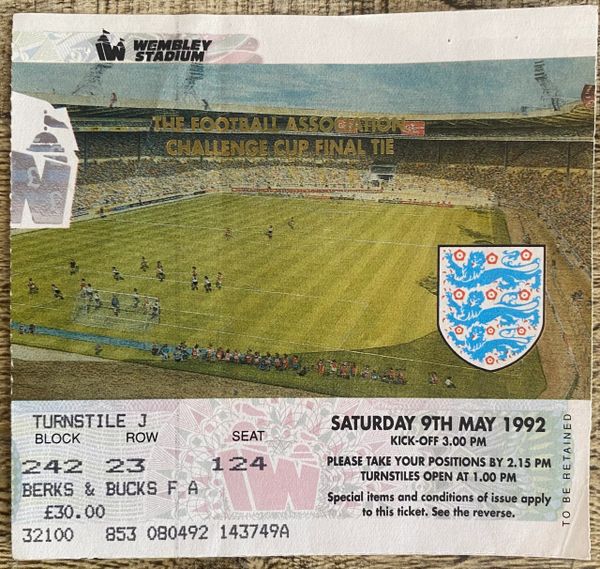 WEMBLEY
STADIUM
THE FOOTBALL ASSOCIATION
CHALLENGE CUP FINAL TIE
TURNSTILE J
BLOCK ROW SEAT
242 23 124
BERKS & BUCKS F A
£30.00
32100 853 080492 143749A
SATURDAY 9TH MAY 1992
KICK-OFF 3.00 PM
PLEASE TAKE YOUR POSITIONS BY 2.15 PM
TURNSTILES OPEN AT 1.00 PM
Special items and conditions of issue apply
to this ticket. See the reverse.
TO BE RETAINED